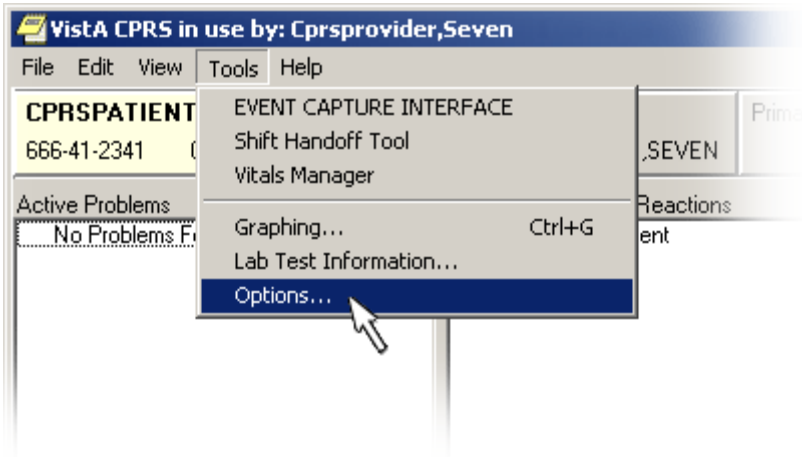 VistA CPRS in use by: Cprsprovider,Seven
File Edit View Tools Help
CPRSPATIENT
EVENT CAPTURE INTERFACE
666-41-2341
Shift Handoff Tool
,SEVEN
Vitals Manager
Active Problems
Reactions
No Problems
Graphing... Ctrl+G
Lab Test Information...
Options...